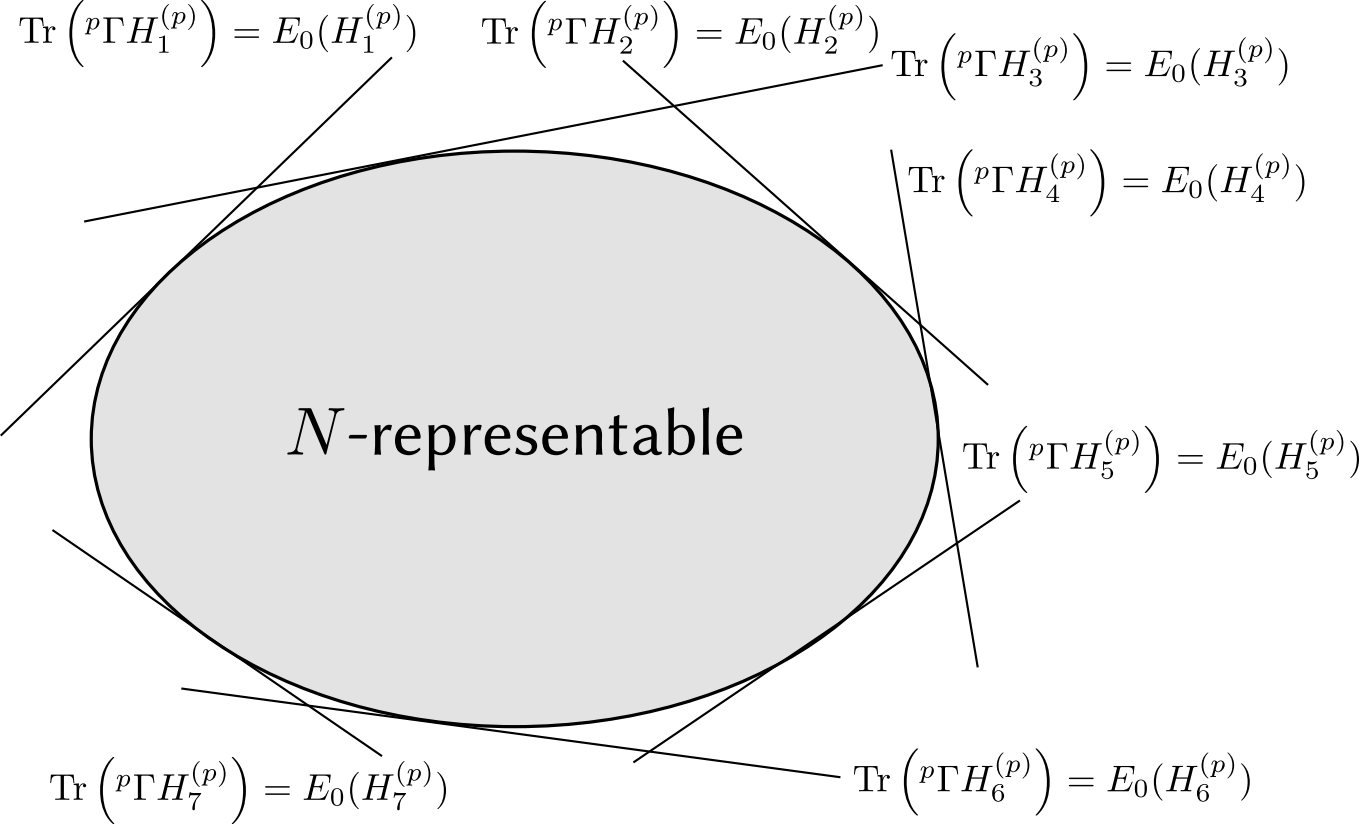 Tr (ᵖΓH₁⁽ᵖ⁾) = E₀(H₁⁽ᵖ⁾)
Tr (ᵖΓH₂⁽ᵖ⁾) = E₀(H₂⁽ᵖ⁾)
Tr (ᵖΓH₃⁽ᵖ⁾) = E₀(H₃⁽ᵖ⁾)
Tr (ᵖΓH₄⁽ᵖ⁾) = E₀(H₄⁽ᵖ⁾)
N-representable
Tr (ᵖΓH₅⁽ᵖ⁾) = E₀(H₅⁽ᵖ⁾)
Tr (ᵖΓH₇⁽ᵖ⁾) = E₀(H₇⁽ᵖ⁾)
Tr (ᵖΓH₆⁽ᵖ⁾) = E₀(H₆⁽ᵖ⁾)